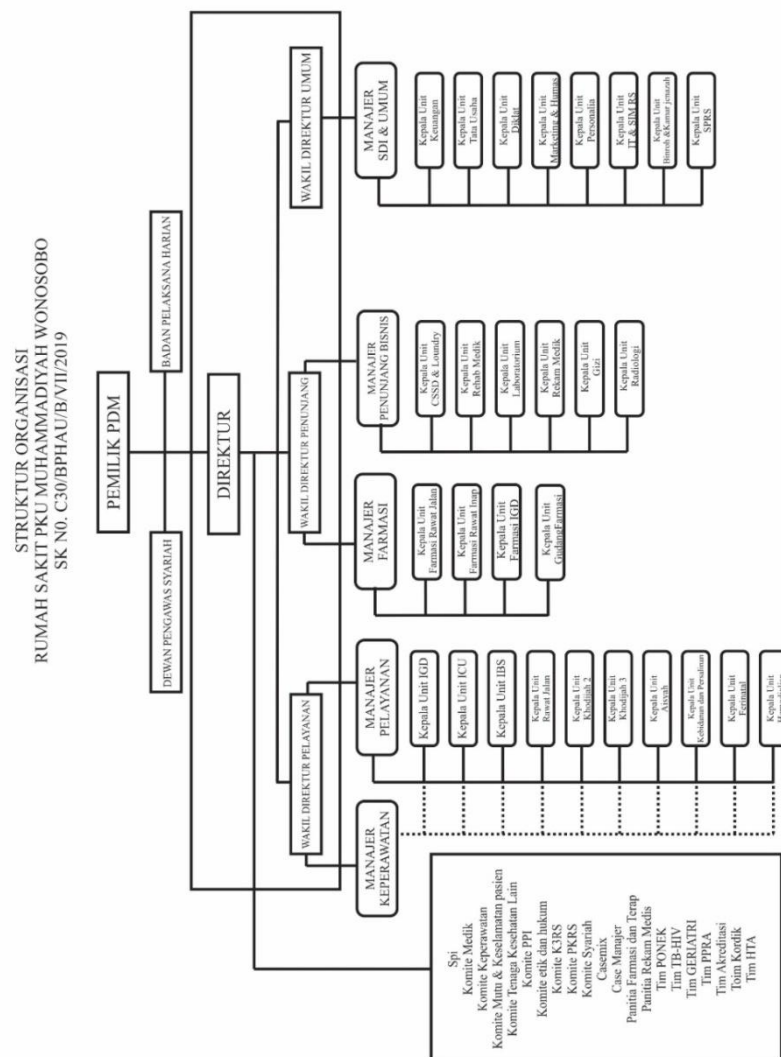 STRUKTUR ORGANISASI
RUMAH SAKIT PKU MUHAMMADIYAH WONOSOBO
SK N0. C30/BPHAU/B/VII/2019
PEMILIK PDM
DEWAN PENGAWAS SYARIAH
BADAN PELAKSANA HARIAN
DIREKTUR
WAKIL DIREKTUR PELAYANAN
WAKIL DIREKTUR PENUNJANG
WAKIL DIREKTUR UMUM
MANAJER
KEPERAWATAN
MANAJER
PELAYANAN
MANAJER
FARMASI
MANAJER
PENUNJANG BISNIS
MANAJER
SDI & UMUM
Kepala Unit IGD
Kepala Unit ICU
Kepala Unit IBS
Kepala Unit
Rawat Jalan
Kepala Unit
Khodijah 2
Kepala Unit
Khodijah 3
Kepala Unit
Aisyah
Kepala Unit
Kebidanan dan Persalinan
Kepala Unit
Ferinatal
Kepala Unit
Kepala Unit
Farmasi Rawat Jalan
Kepala Unit
Farmasi Rawat Inap
Kepala Unit
Farmasi IGD
Kepala Unit
GudangFarmasi
Kepala Unit
CSSD & Loundry
Kepala Unit
Rehab Medik
Kepala Unit
Laboratorium
Kepala Unit
Rekam Medik
Kepala Unit
Gizi
Kepala Unit
Radiologi
Kepala Unit
Keuangan
Kepala Unit
Tata Usaha
Kepala Unit
Diklat
Kepala Unit
Marketing & Humas
Kepala Unit
Personalia
Kepala Unit
IT & SIM RS
Kepala Unit
Binroh &Kamar jenazah
Kepala Unit
SPRS
Spi
Komite Medik
Komite Keperawatan
Komite Mutu & Keselamatan pasien
Komite Tenaga Kesehatan Lain
Komite PPI
Komite etik dan hukum
Komite K3RS
Komite PKRS
Komite Syariah
Casemix
Case Manajer
Panitia Farmasi dan Terap
Panitia Rekam Medis
Tim PONEK
Tim TB-HIV
Tim GERIATRI
Tim PPRA
Tim Akreditasi
Toim Kordik
Tim HTA